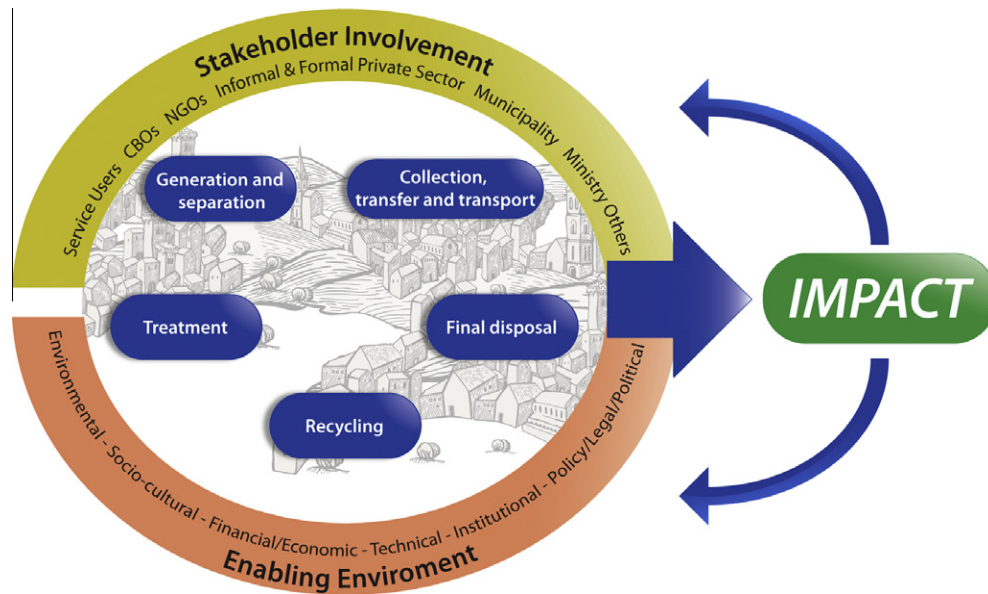 Stakeholder Involvement
Service Users CBOs NGOs Informal & Formal Private Sector Municipality Ministry Others
Generation and
separation
Collection,
transfer and transport
Treatment
Final disposal
Recycling
IMPACT
Environmental - Socio-cultural - Financial/Economic - Technical - Institutional - Policy/Legal/Political
Enabling Enviroment